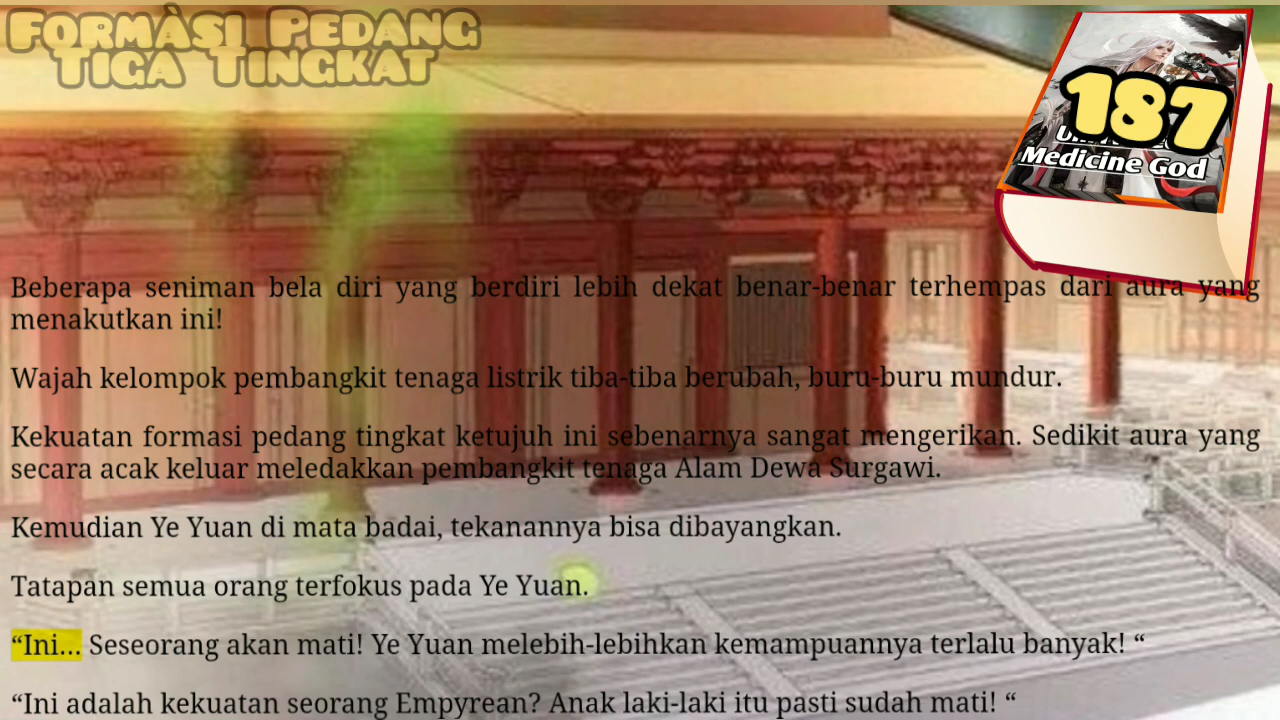 FORMÀSI PEDANG
TIGA TINGKAT
187
Medicine God
Beberapa seniman bela diri yang berdiri lebih dekat benar-benar terhempas dari aura yang
menakutkan ini!
Wajah kelompok pembangkit tenaga listrik tiba-tiba berubah, buru-buru mundur.
Kekuatan formasi pedang tingkat ketujuh ini sebenarnya sangat mengerikan. Sedikit aura yang
secara acak keluar meledakkan pembangkit tenaga Alam Dewa Surgawi.
Kemudian Ye Yuan di mata badai, tekanannya bisa dibayangkan.
Tatapan semua orang terfokus pada Ye Yuan.
“Ini... Seseorang akan mati! Ye Yuan melebih-lebihkan kemampuannya terlalu banyak! “
“Ini adalah kekuatan seorang Empyrean? Anak laki-laki itu pasti sudah mati! “